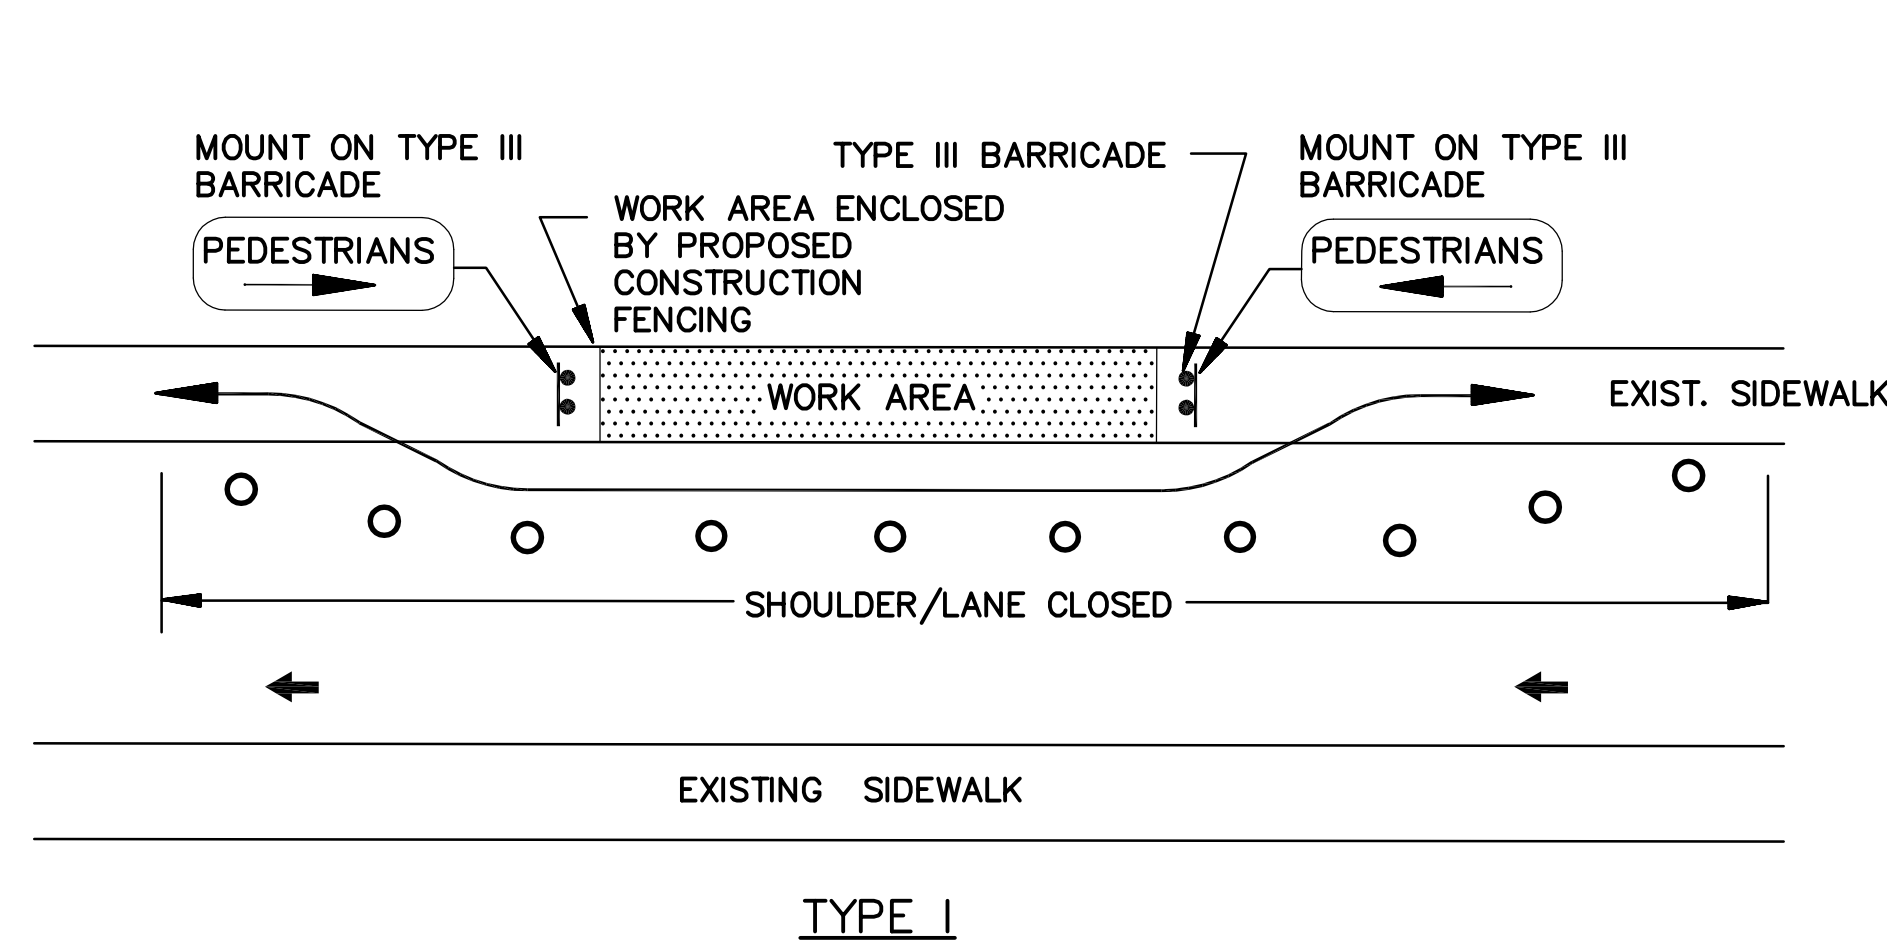 MOUNT ON TYPE III
BARRICADE
PEDESTRIANS
WORK AREA ENCLOSED
BY PROPOSED
CONSTRUCTION
FENCING
TYPE III BARRICADE
MOUNT ON TYPE III
BARRICADE
PEDESTRIANS
WORK AREA
EXIST. SIDEWALK
SHOULDER/LANE CLOSED
EXISTING SIDEWALK
TYPE I